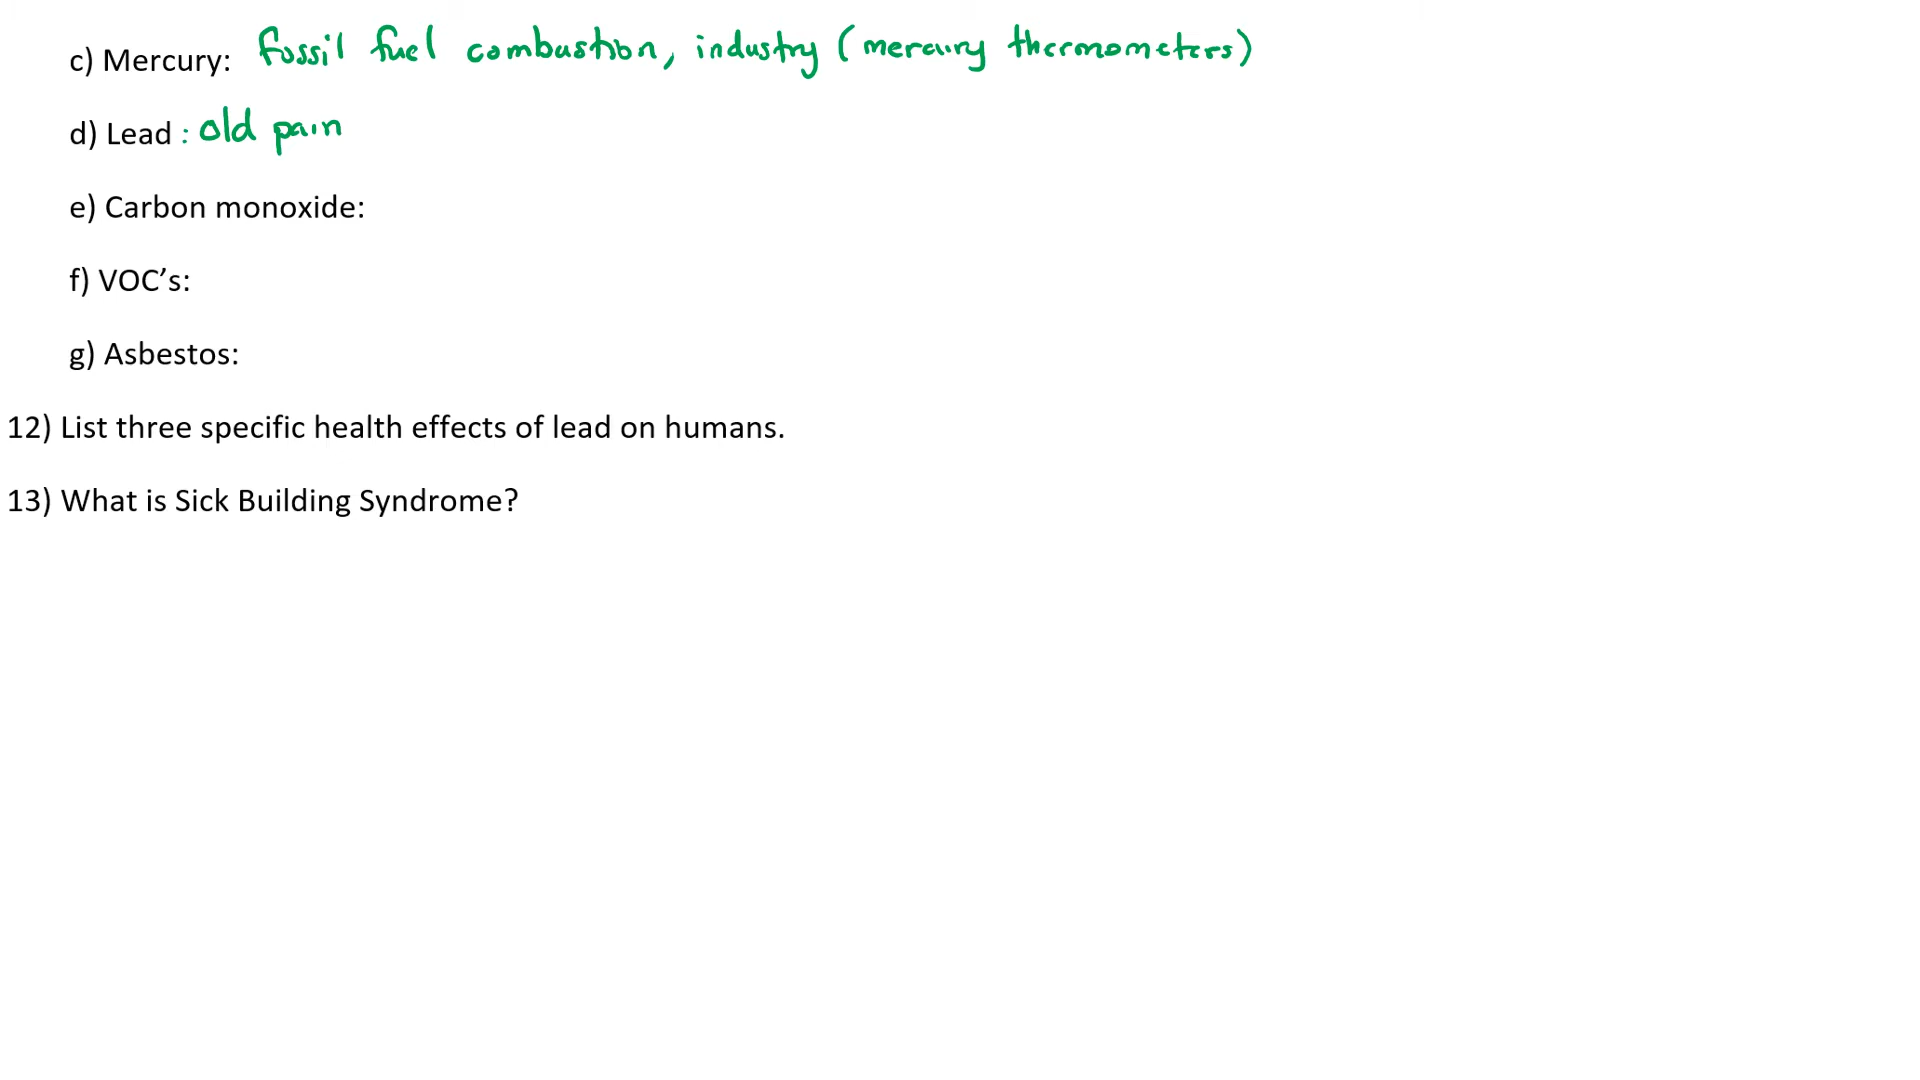 c) Mercury: fossil fuel combustion, industry (mercury thermometers)
d) Lead : old pain
e) Carbon monoxide:
f) VOC’s:
g) Asbestos:
12) List three specific health effects of lead on humans.
13) What is Sick Building Syndrome?